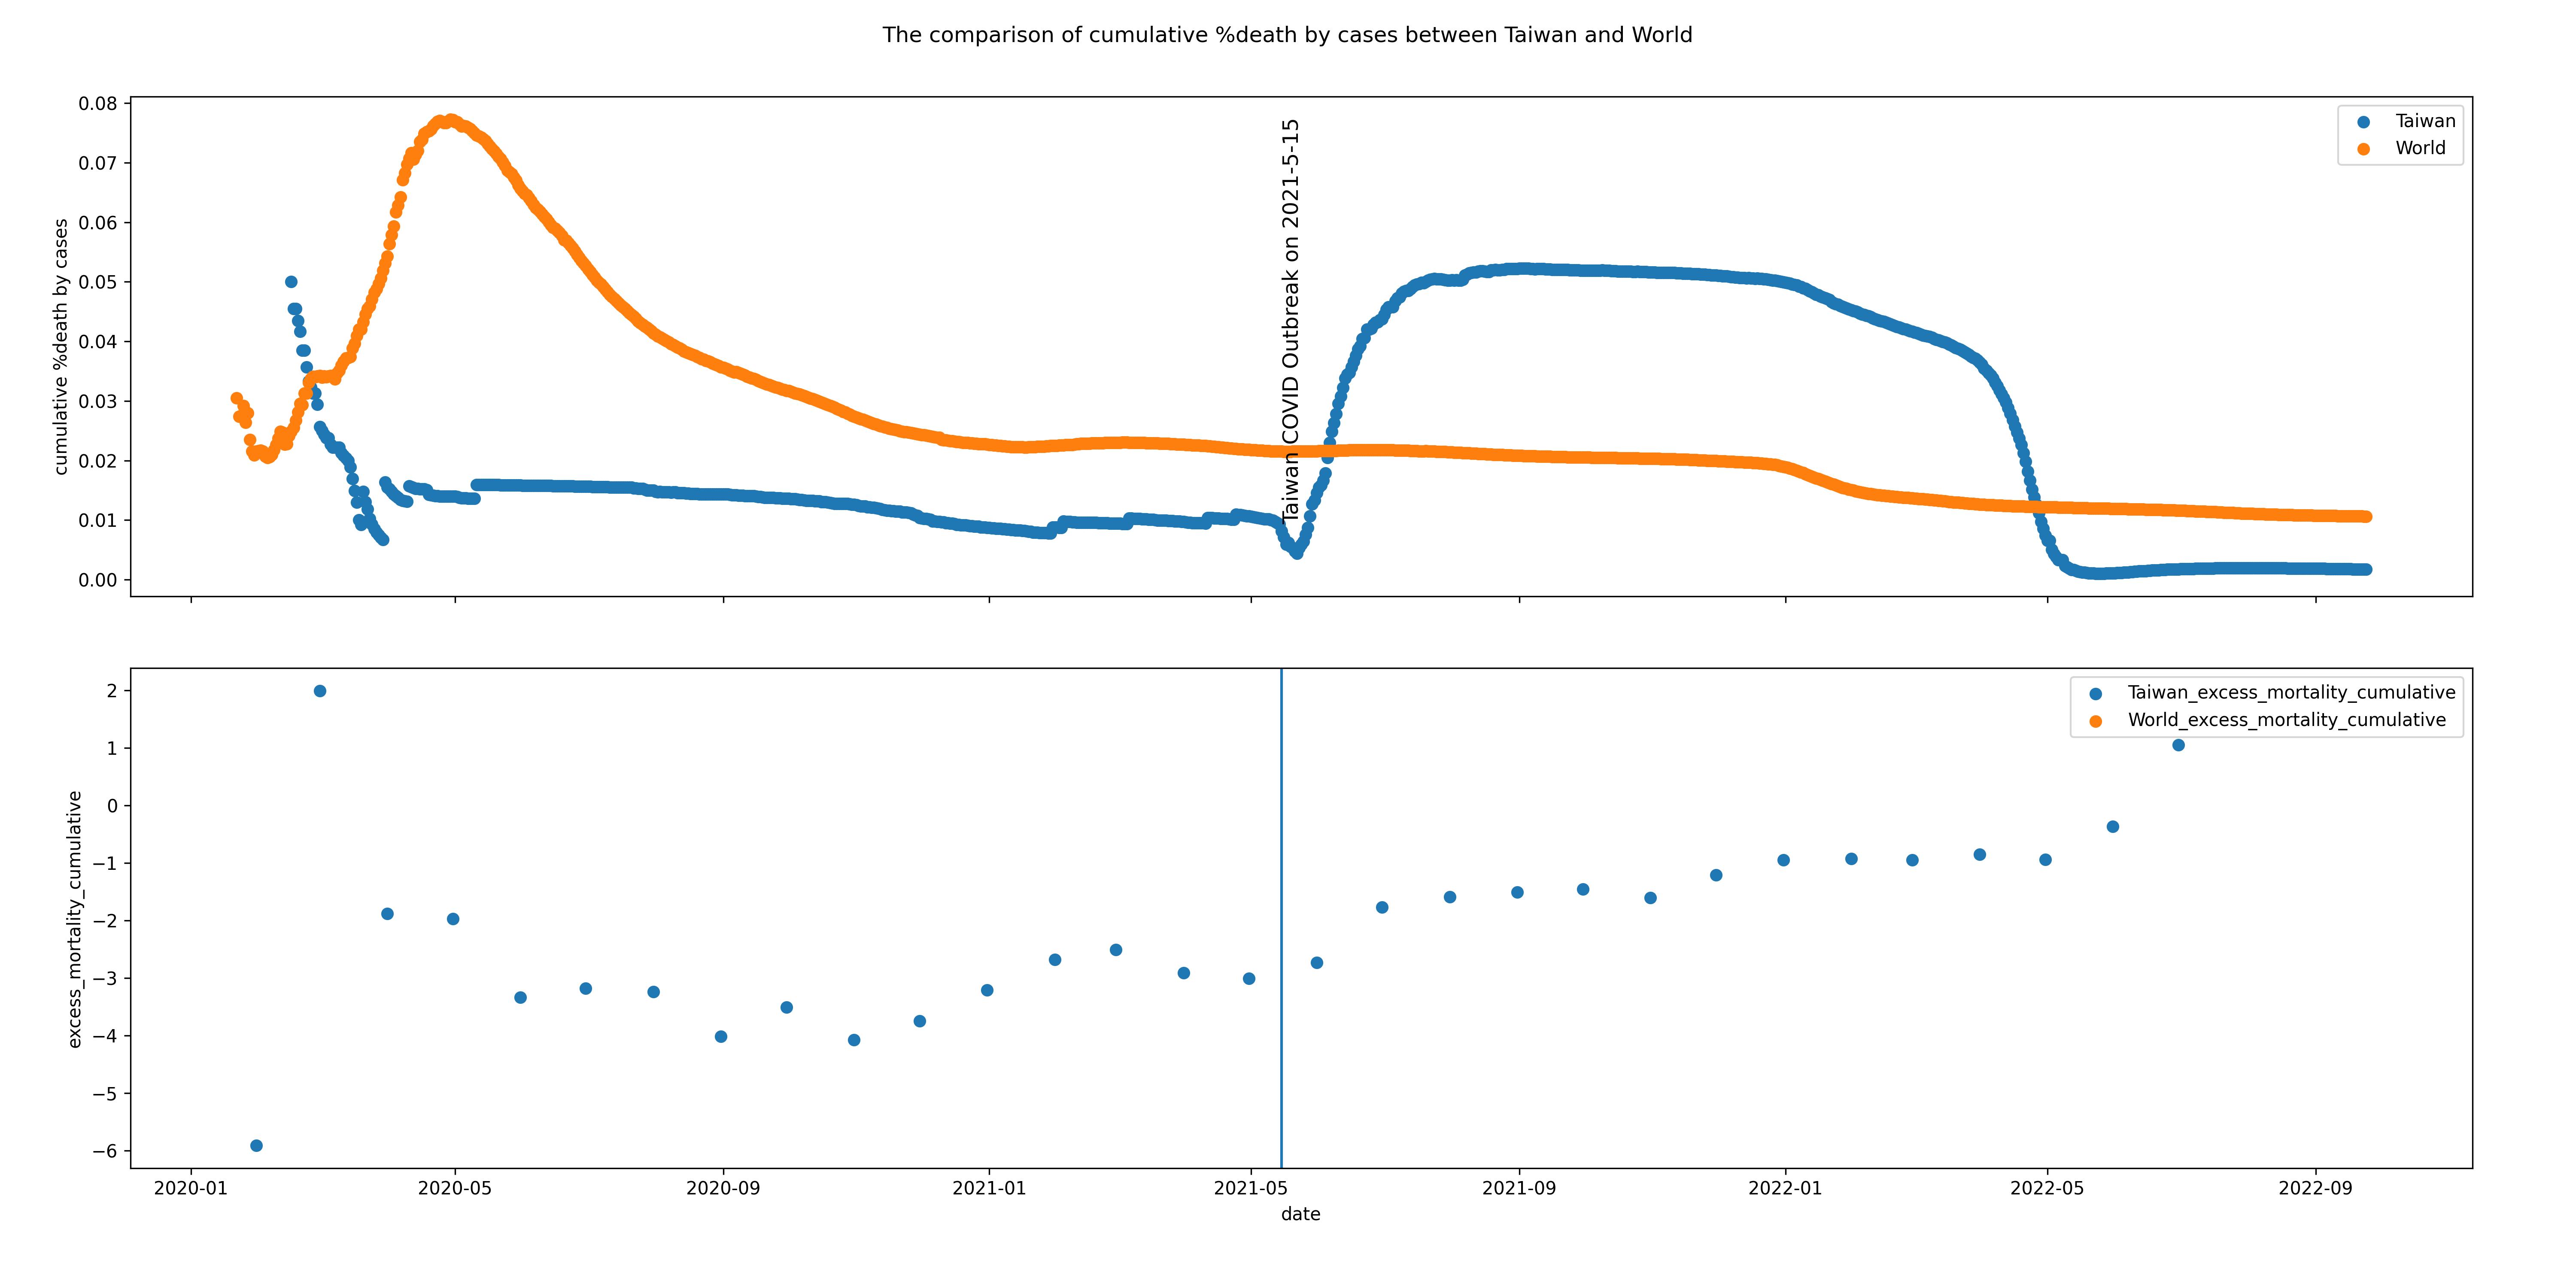 The comparison of cumulative %death by cases between Taiwan and World
0.08
0.07
0.06
0.05
0.04
0.03
0.02
0.01
0.00
cumulative %death by cases
Taiwan COVID Outbreak on 2021-5-15
Taiwan
World
2
1
0
−1
−2
−3
−4
−5
−6
excess_mortality_cumulative
Taiwan_excess_mortality_cumulative
World_excess_mortality_cumulative
2020-01 2020-05 2020-09 2021-01 2021-05 2021-09 2022-01 2022-05 2022-09
date